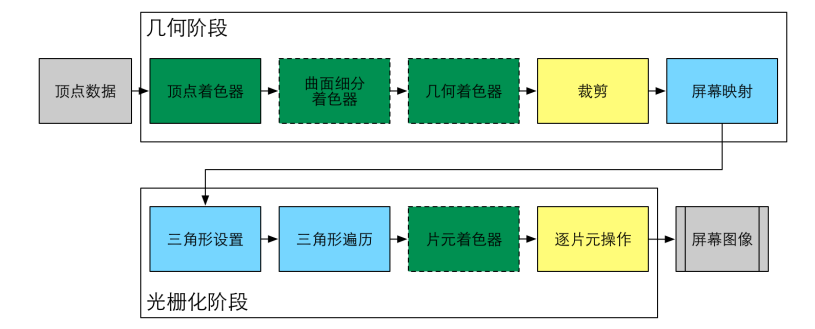 几何阶段
顶点数据
顶点着色器
曲面细分
着色器
几何着色器
裁剪
屏幕映射
三角形设置
三角形遍历
片元着色器
逐片元操作
屏幕图像
光栅化阶段